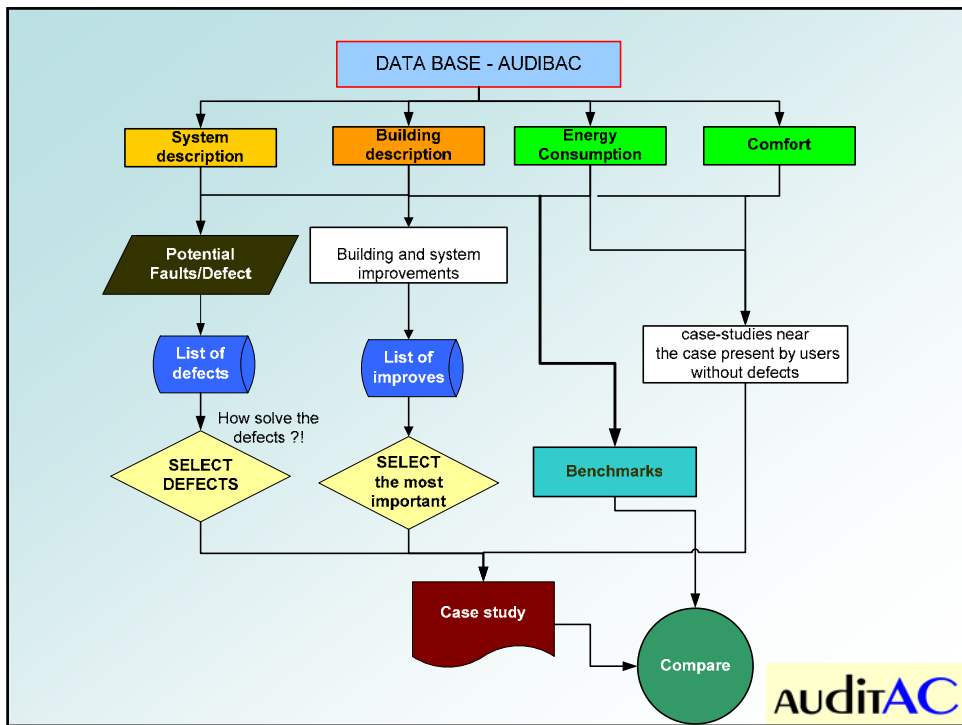 DATA BASE - AUDIBAC
System
description
Building
description
Energy
Consumption
Comfort
Potential
Faults/Defect
Building and system
improvements
case-studies near
the case present by users
without defects
List of
defects
List of
improves
How solve the
defects ?!
SELECT
DEFECTS
SELECT
the most
important
Benchmarks
Case study
Compare
AUDITAC